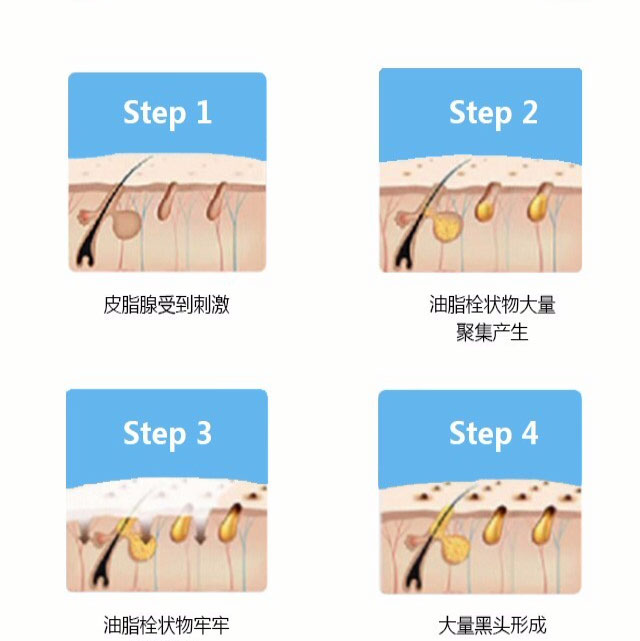 Step 1
Step 2
皮脂腺受到刺激
油脂栓状物大量
聚集产生
Step 3
Step 4
油脂栓状物牢牢
大量黑头形成